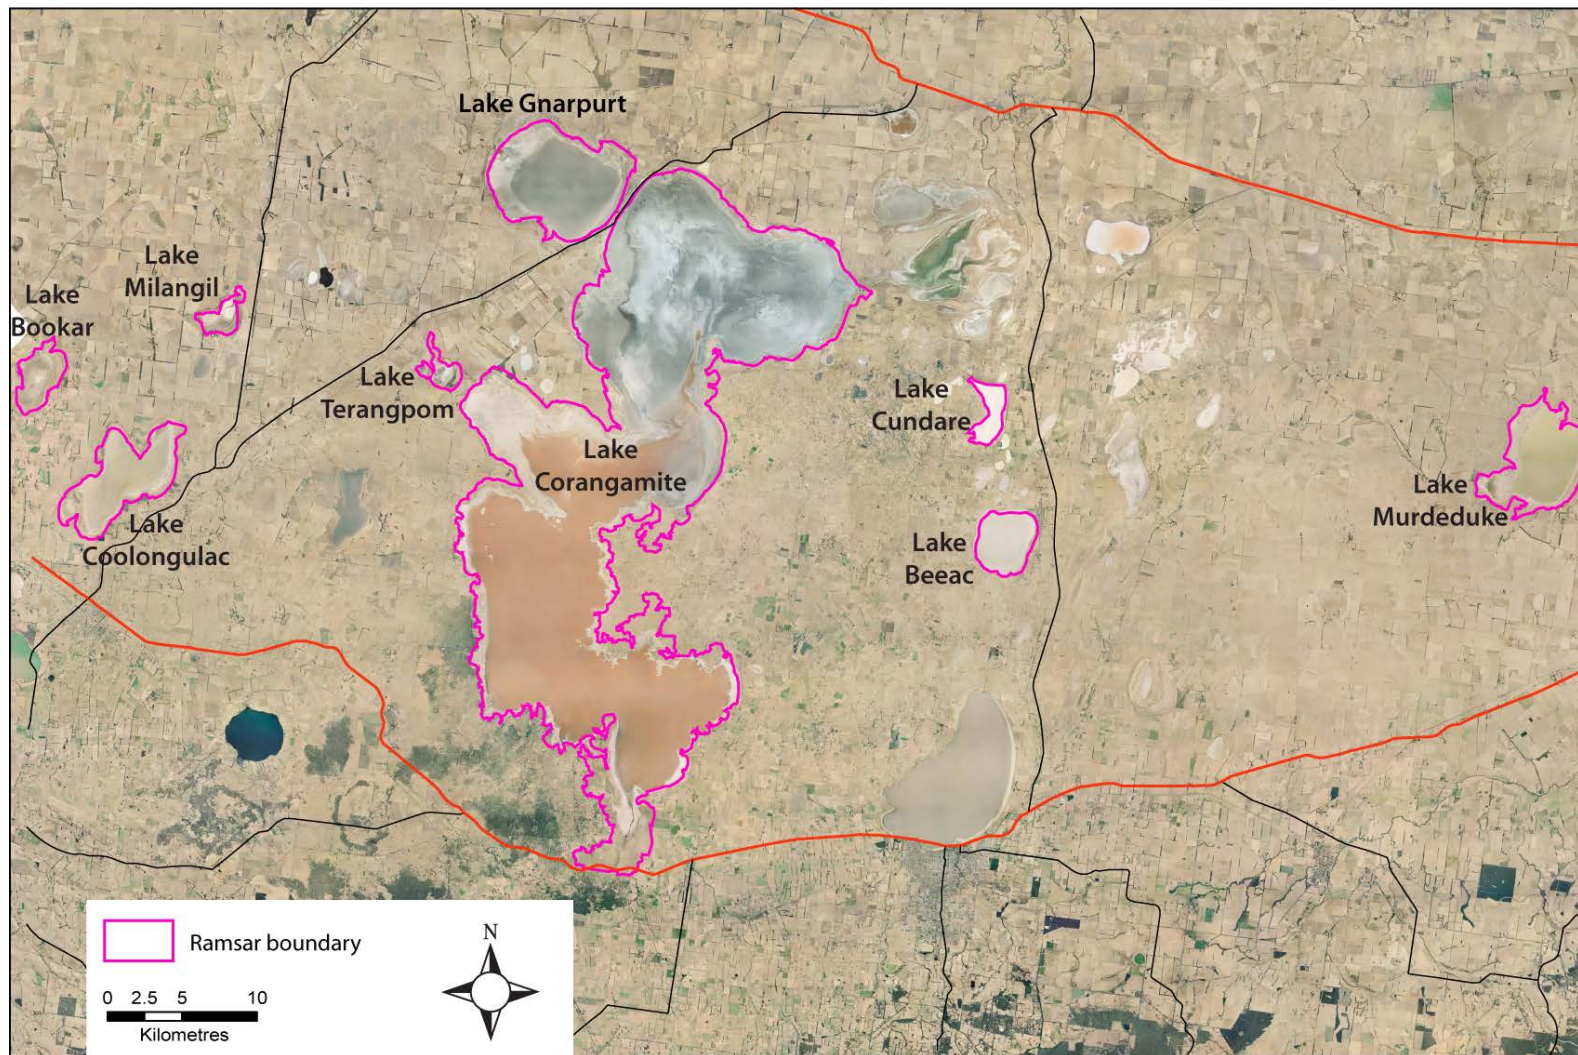 Lake Gnarpurt
Lake
Milangil
Lake
Bookar
Lake
Terangpom
Lake
Cundare
Lake
Corangamite
Lake
Coolongulac
Lake
Murdeduke
Lake
Beeac
Ramsar boundary
0 2.5 5 10
Kilometres
N